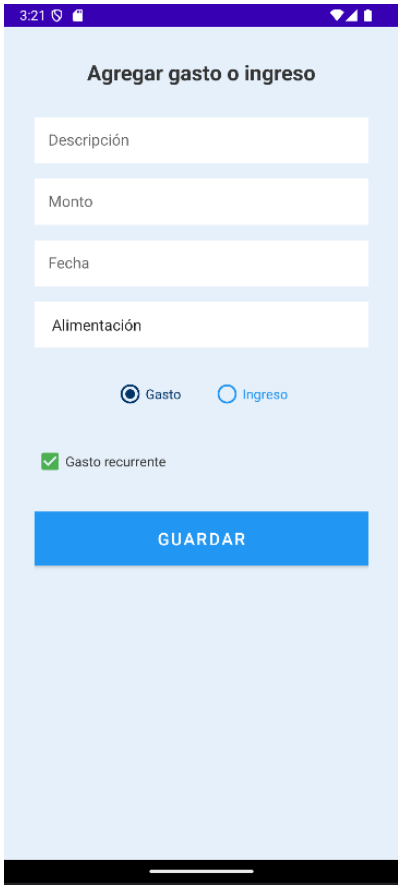 3:21
Agregar gasto o ingreso
Descripción
Monto
Fecha
Alimentación
Gasto Ingreso
Gasto recurrente
GUARDAR